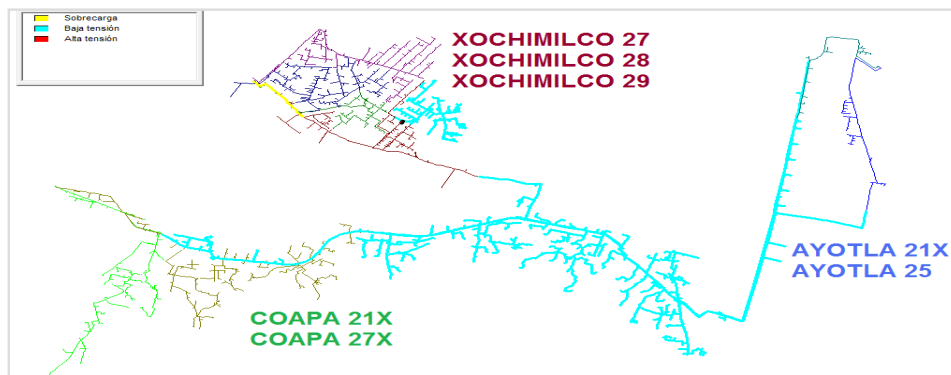 Sobrecarga
Baja tensión
Alta tensión
XOCHIMILCO 27
XOCHIMILCO 28
XOCHIMILCO 29
AYOTLA 21X
AYOTLA 25
COAPA 21X
COAPA 27X